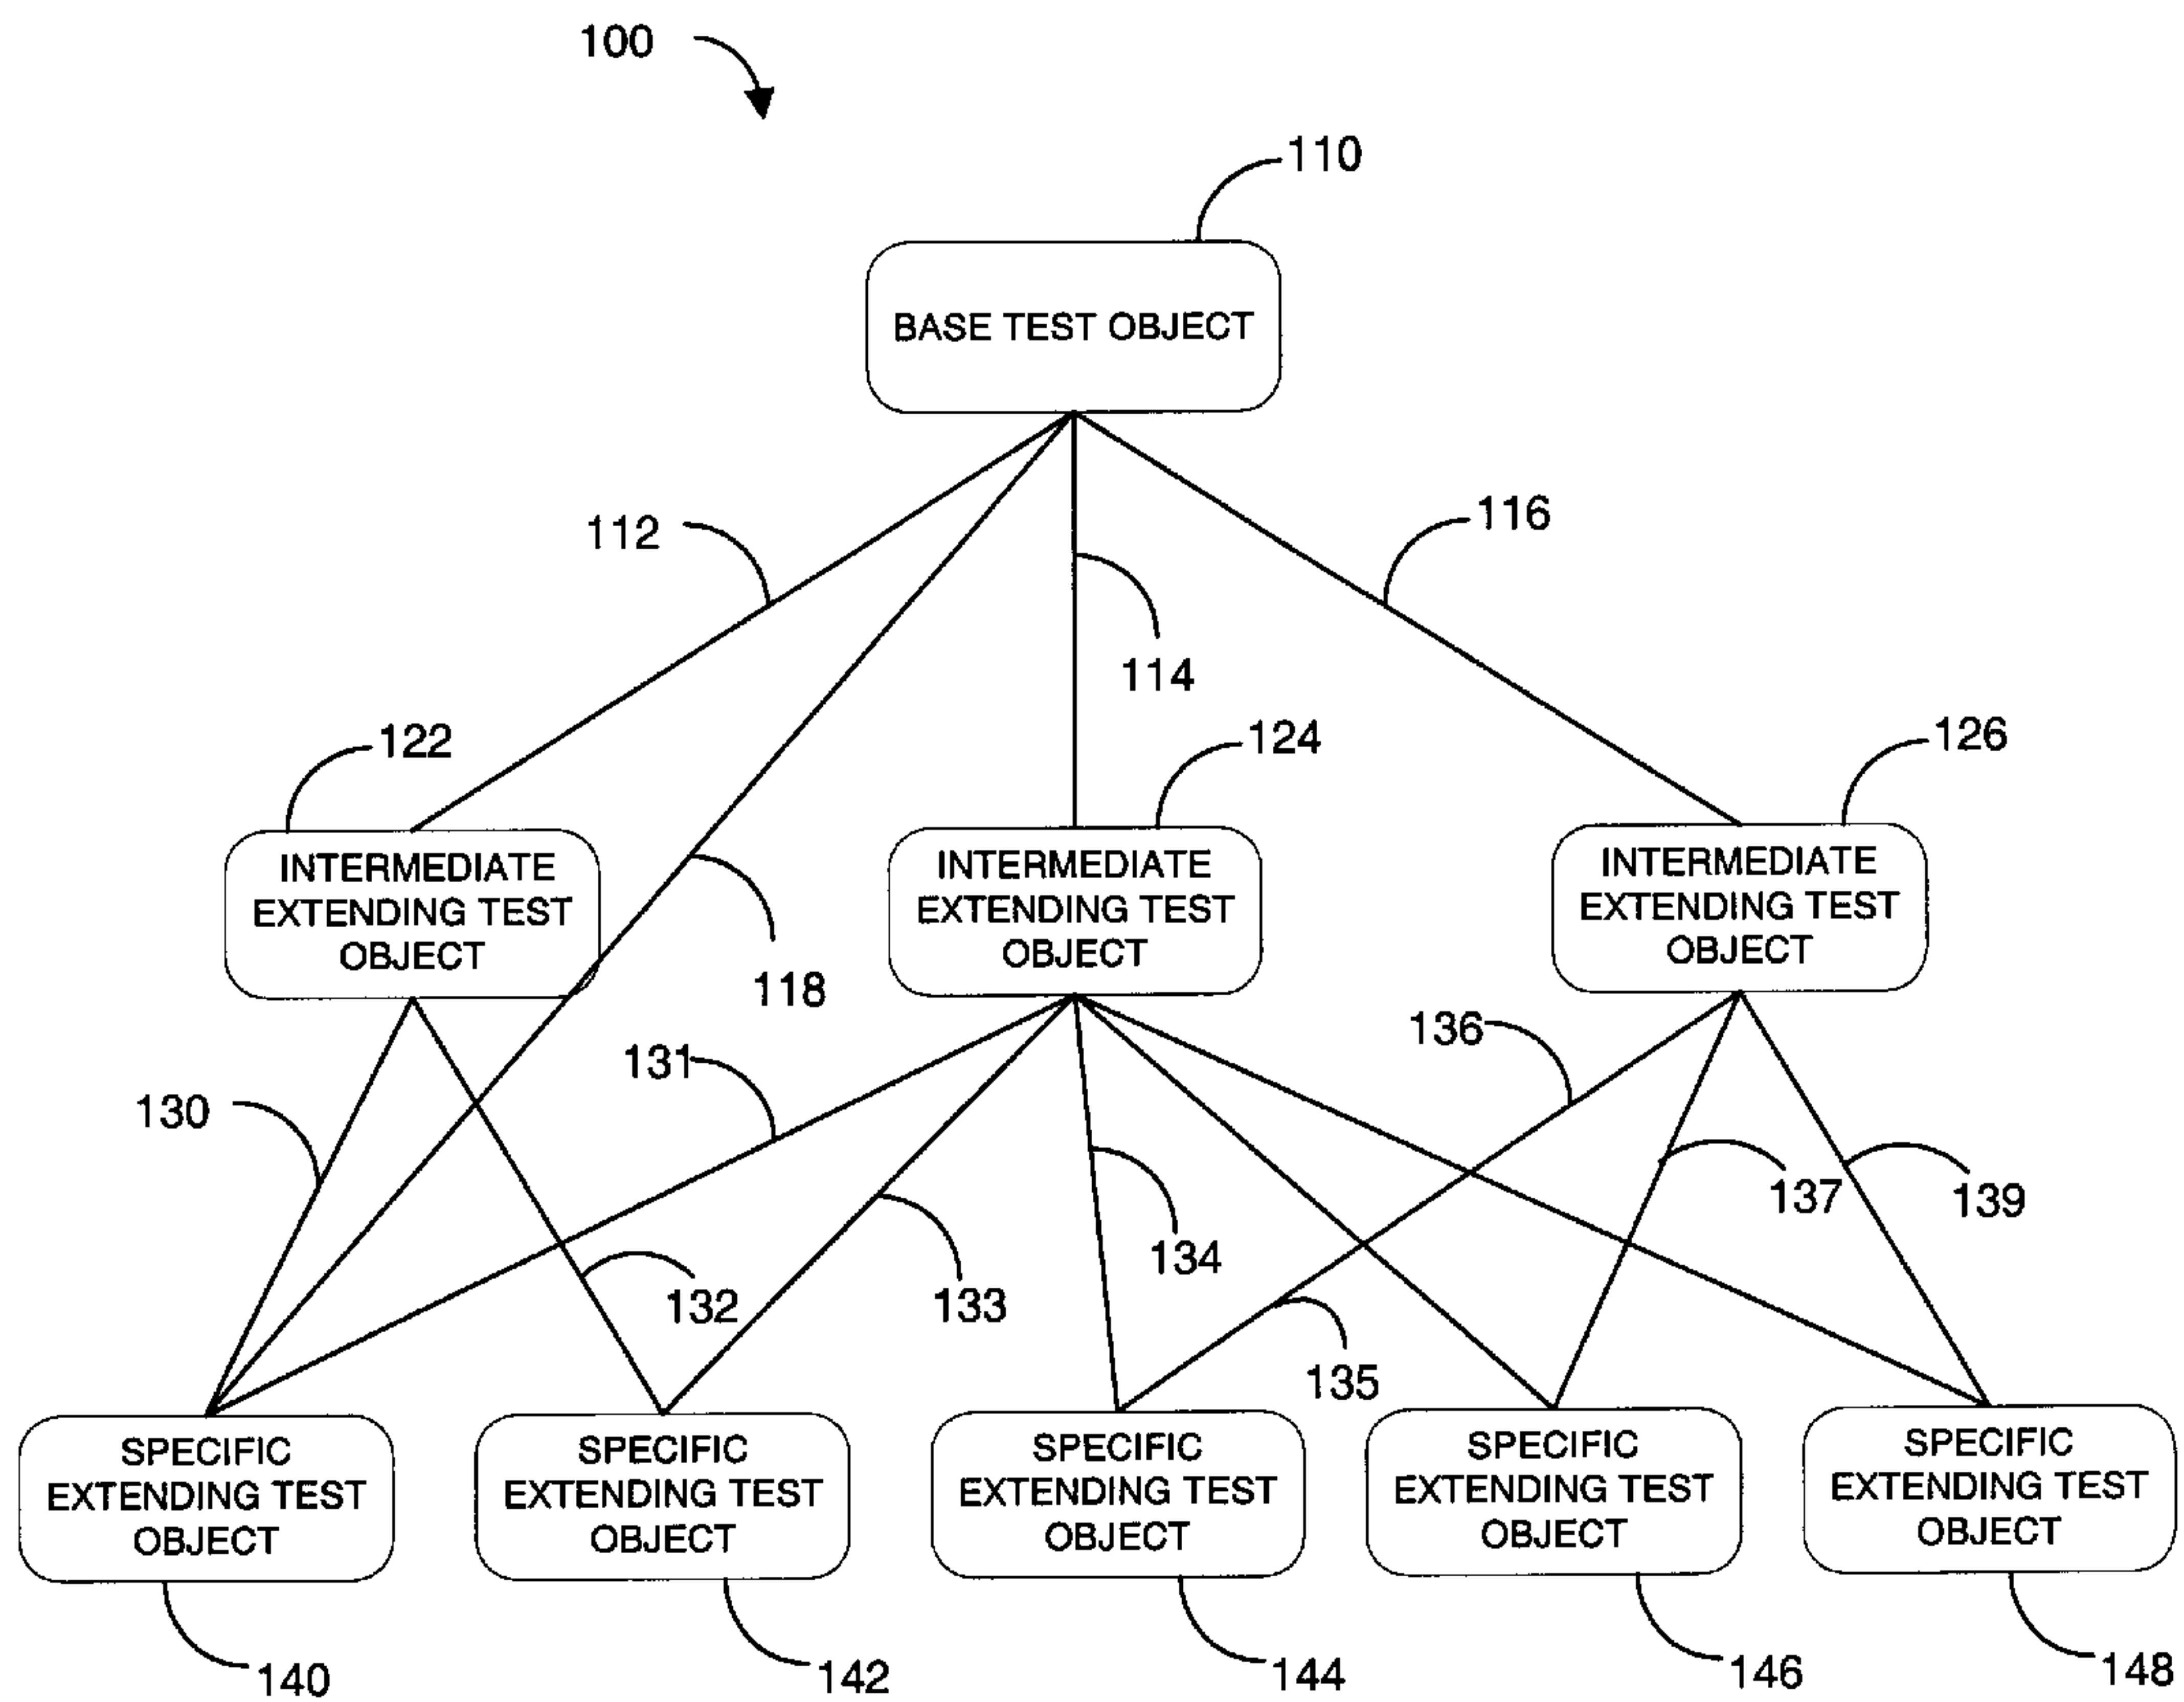 100
110
BASE TEST OBJECT
112
116
114
122
124
126
INTERMEDIATE
EXTENDING TEST
OBJECT
INTERMEDIATE
EXTENDING TEST
OBJECT
INTERMEDIATE
EXTENDING TEST
OBJECT
118
136
131
130
137
139
134
132
133
135
SPECIFIC
EXTENDING TEST
OBJECT
SPECIFIC
EXTENDING TEST
OBJECT
SPECIFIC
EXTENDING TEST
OBJECT
SPECIFIC
EXTENDING TEST
OBJECT
SPECIFIC
EXTENDING TEST
OBJECT
140
142
144
146
148